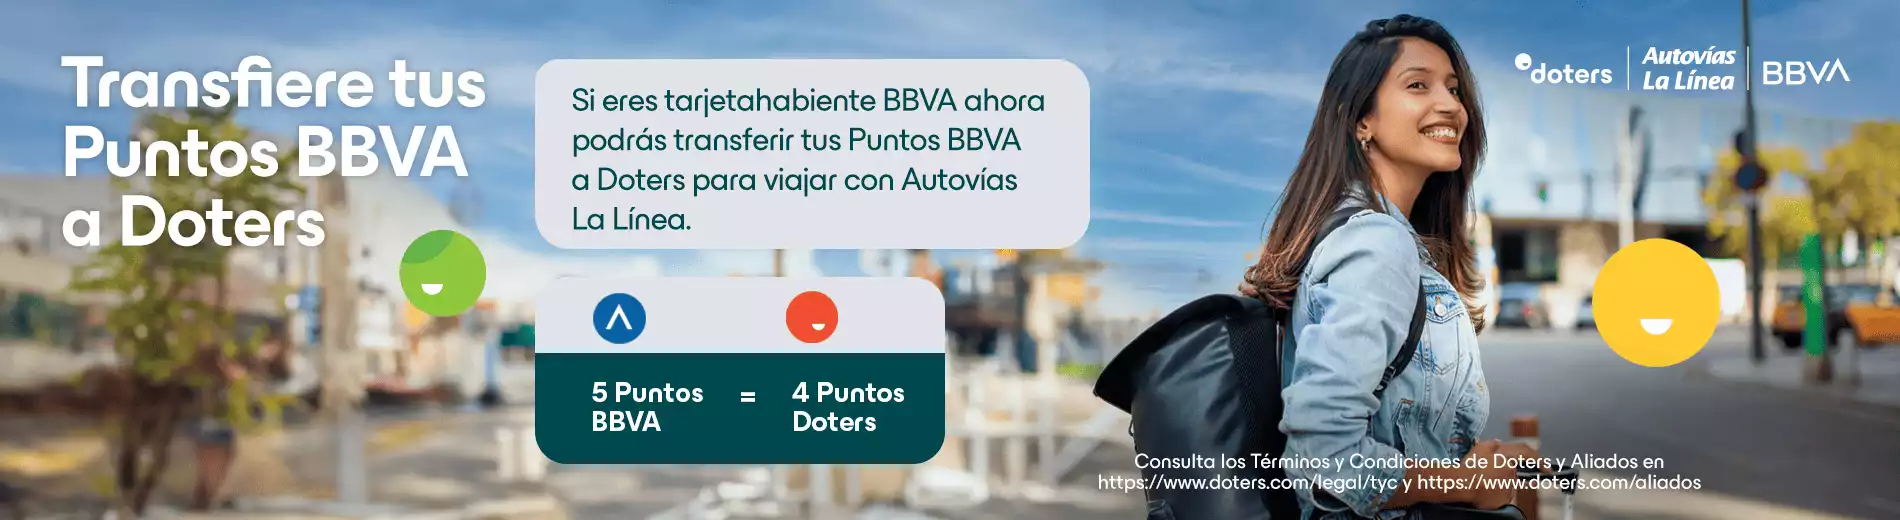 Transfiere tus
Puntos BBVA
a Doters
Si eres tarjetahabiente BBVA ahora
podrás transferir tus Puntos BBVA
a Doters para viajar con Autovías
La Línea.
5 Puntos
BBVA
=
4 Puntos
Doters
doters
Autovías
La Línea
BBVA
Consulta los Términos y Condiciones de Doters y Aliados en
https://www.doters.com/legal/tyc y https://www.doters.com/aliados